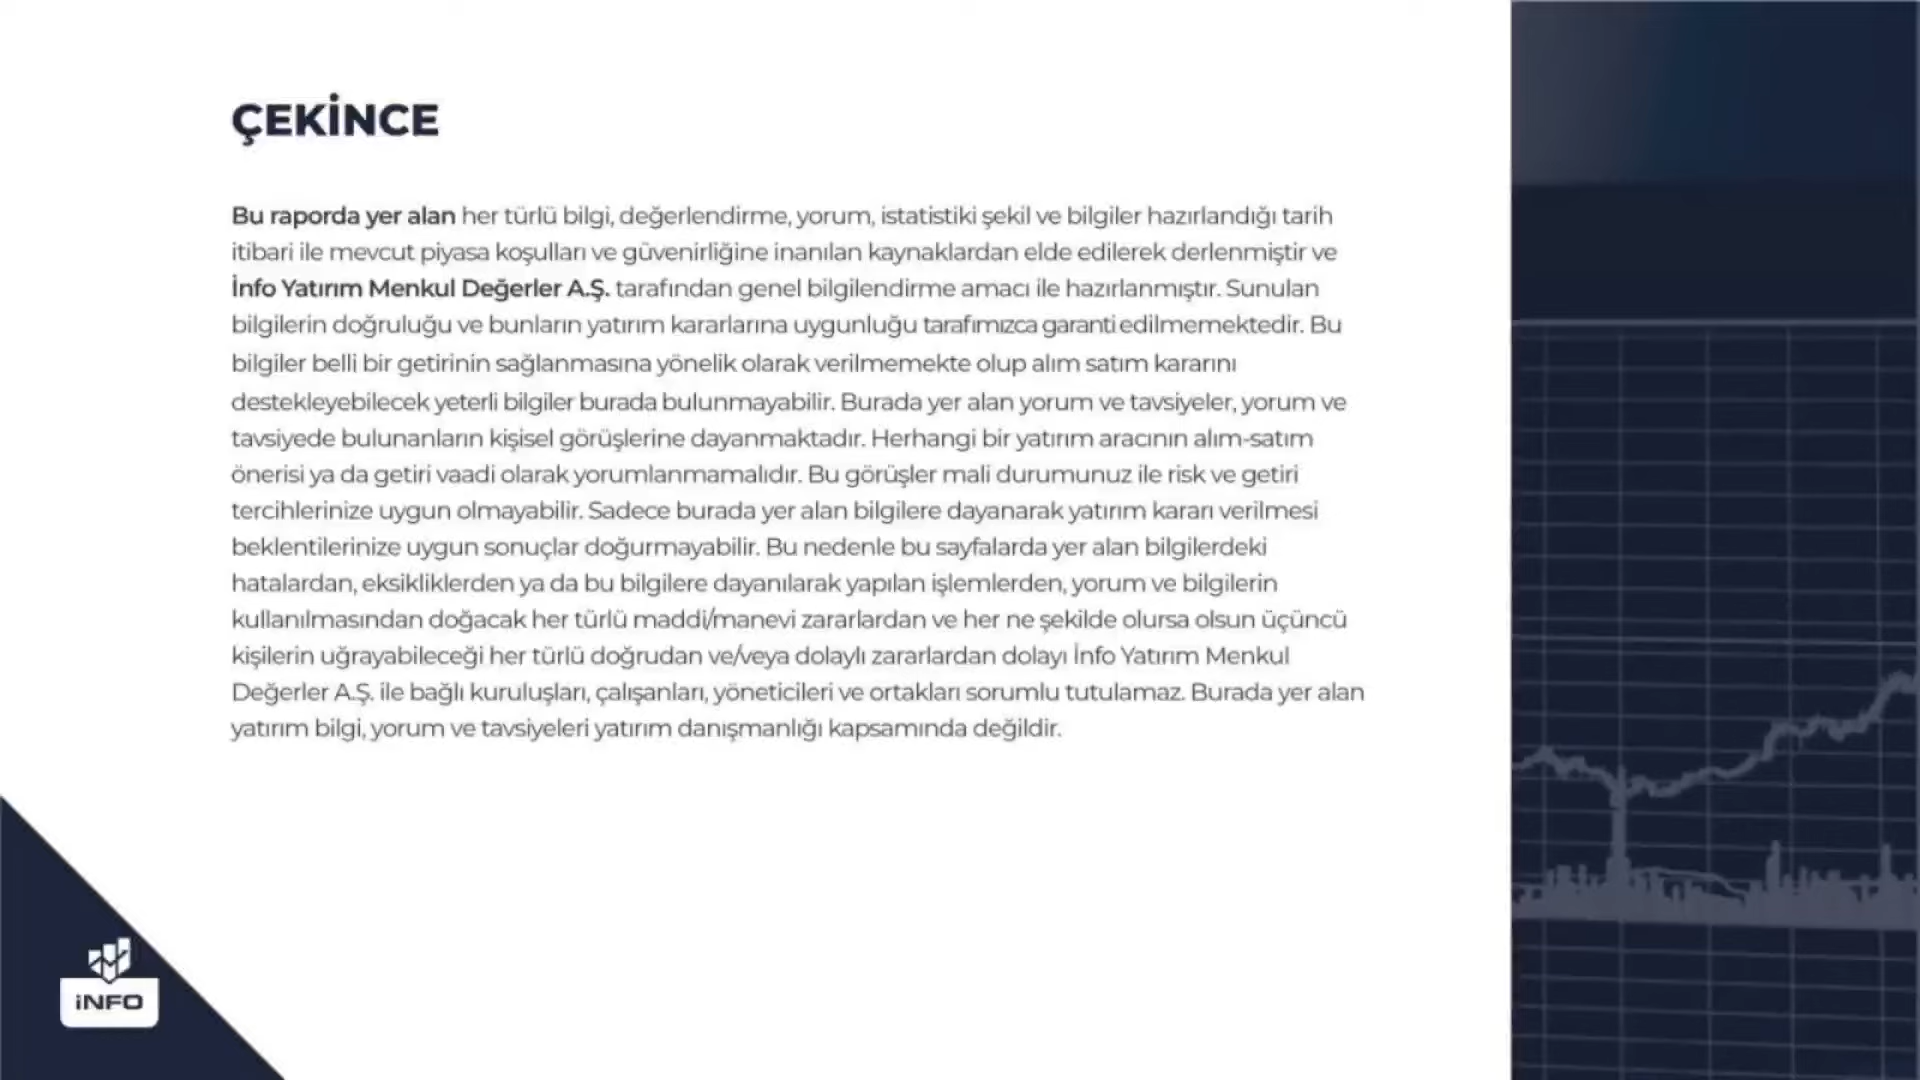 ÇEKİNCE
Bu raporda yer alan her türlü bilgi, değerlendirme, yorum, istatistiki şekil ve bilgiler hazırlandığı tarih
itibari ile mevcut piyasa koşulları ve güvenirliğine inanılan kaynaklardan elde edilerek derlenmiştir ve
İnfo Yatırım Menkul Değerler A.Ş. tarafından genel bilgilendirme amacı ile hazırlanmıştır. Sunulan
bilgilerin doğruluğu ve bunların yatırım kararlarına uygunluğu tarafımızca garanti edilmemektedir. Bu
bilgiler belli bir getirinin sağlanmasına yönelik olarak verilmemekte olup alım satım kararını
destekleyebilecek yeterli bilgiler burada bulunmayabilir. Burada yer alan yorum ve tavsiyeler, yorum ve
tavsiyede bulunanların kişisel görüşlerine dayanmaktadır. Herhangi bir yatırım aracının alım-satım
önerisi ya da getiri vaadi olarak yorumlanmamalıdır. Bu görüşler mali durumunuz ile risk ve getiri
tercihlerinize uygun olmayabilir. Sadece burada yer alan bilgilere dayanarak yatırım kararı verilmesi
beklentilerinize uygun sonuçlar doğurmayabilir. Bu nedenle bu sayfalarda yer alan bilgilerdeki
hatalardan, eksikliklerden ya da bu bilgilere dayanılarak yapılan işlemlerden, yorum ve bilgilerin
kullanılmasından doğacak her türlü maddi/manevi zararlardan ve her ne şekilde olursa olsun üçüncü
kişilerin uğrayabileceği her türlü doğrudan ve/veya dolaylı zararlardan dolayı İnfo Yatırım Menkul
Değerler A.Ş. ile bağlı kuruluşları, çalışanları, yöneticileri ve ortakları sorumlu tutulamaz. Burada yer alan
yatırım bilgi, yorum ve tavsiyeleri yatırım danışmanlığı kapsamında değildir.
iNFO